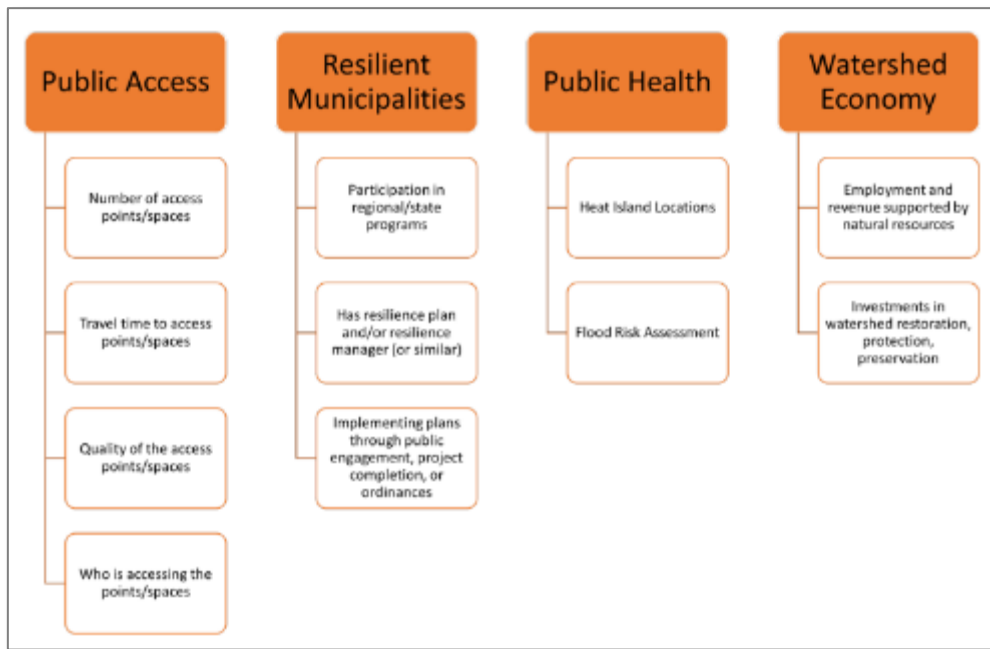 Public Access
Number of access
points/spaces
Travel time to access
points/spaces
Quality of the access
points/spaces
Who is accessing the
points/spaces
Resilient
Municipalities
Participation in
regional/state
programs
Has resilience plan
and/or resilience
manager (or similar)
Implementing plans
through public
engagement, project
completion, or
ordinances
Public Health
Heat Island Locations
Flood Risk Assessment
Watershed
Economy
Employment and
revenue supported by
natural resources
Investments in
watershed restoration,
protection,
preservation